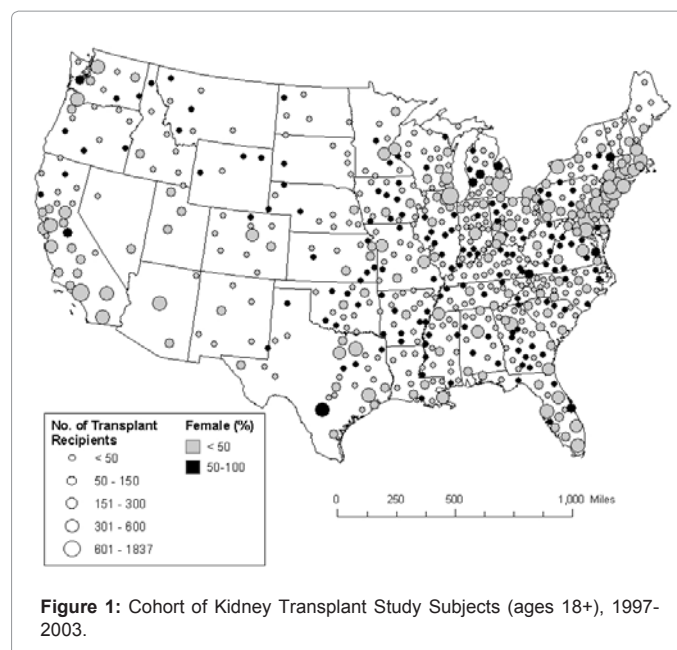 No. of Transplant Recipients
< 50
50 - 150
151 - 300
301 - 600
601 - 1837
Female (%)
< 50
50-100
0 250 500 1,000 Miles
Figure 1: Cohort of Kidney Transplant Study Subjects (ages 18+), 1997-
2003.